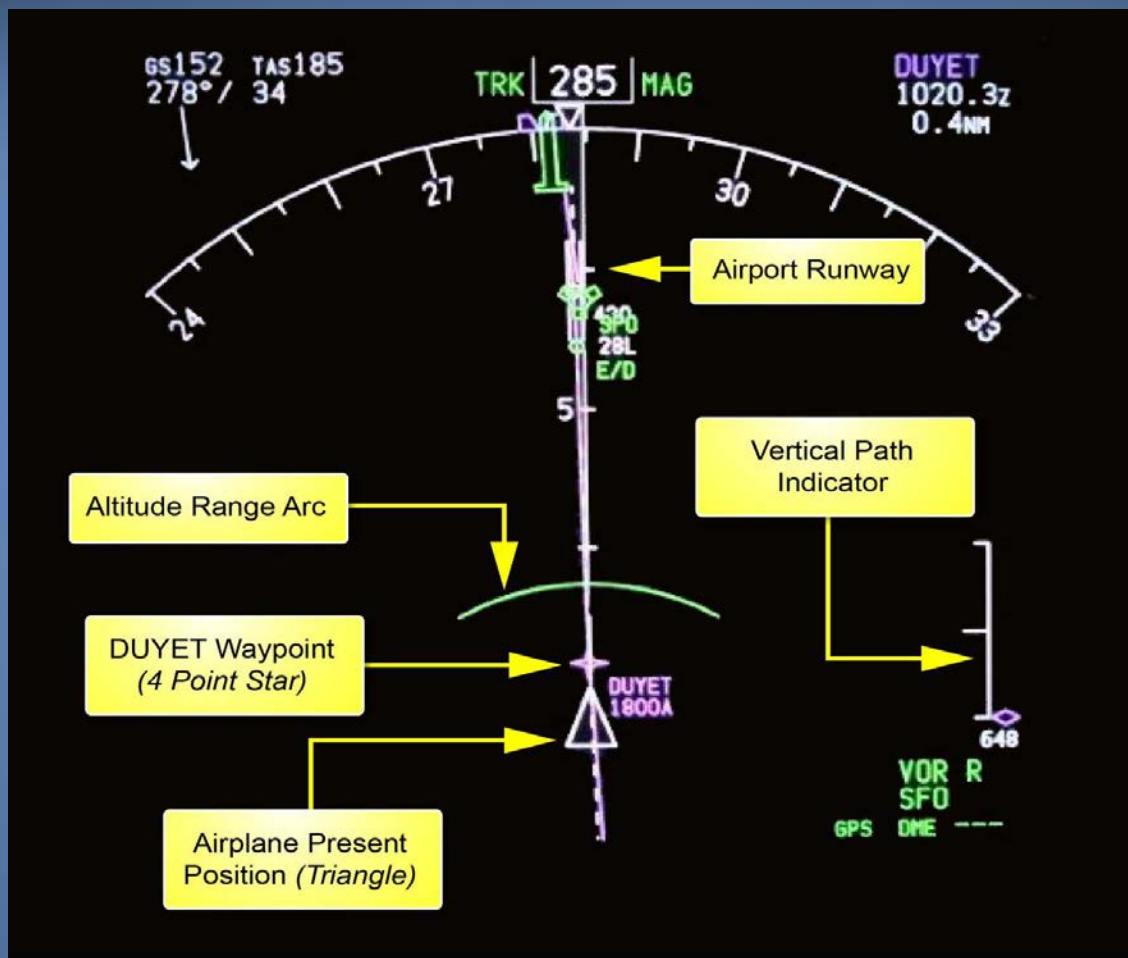 GS152 TAS185
278°/ 34
TRK 285 MAG
DUYET
1020.3Z
0.4NM
24
27
30
33
Airport Runway
28L
E/D
5
Altitude Range Arc
Vertical Path
Indicator
DUYET Waypoint
(4 Point Star)
DUYET
1800A
Airplane Present
Position (Triangle)
648
VOR R
SFO
GPS DME ---